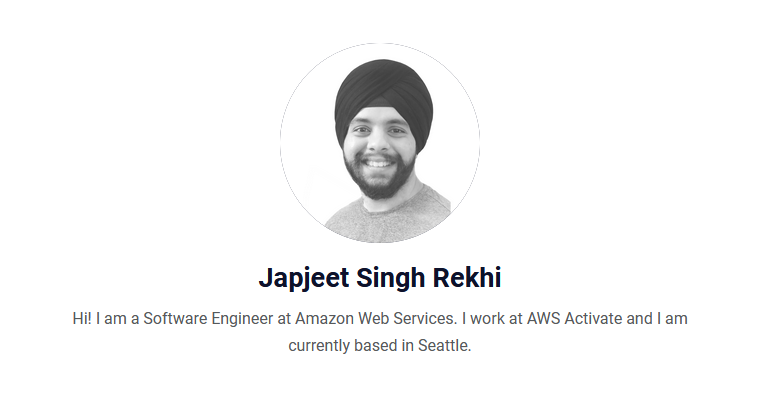 Japjeet Singh Rekhi
Hi! I am a Software Engineer at Amazon Web Services. I work at AWS Activate and I am
currently based in Seattle.